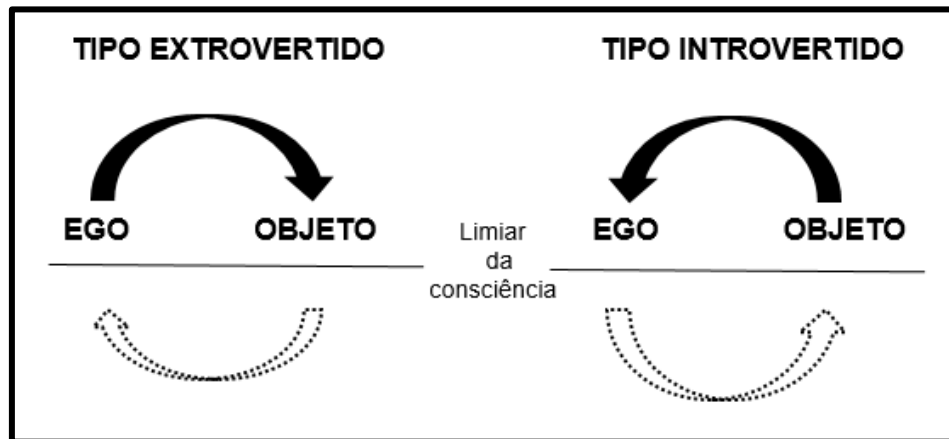 TIPO EXTROVERTIDO
TIPO INTROVERTIDO
EGO
OBJETO
Limiar
da
consciência
EGO
OBJETO